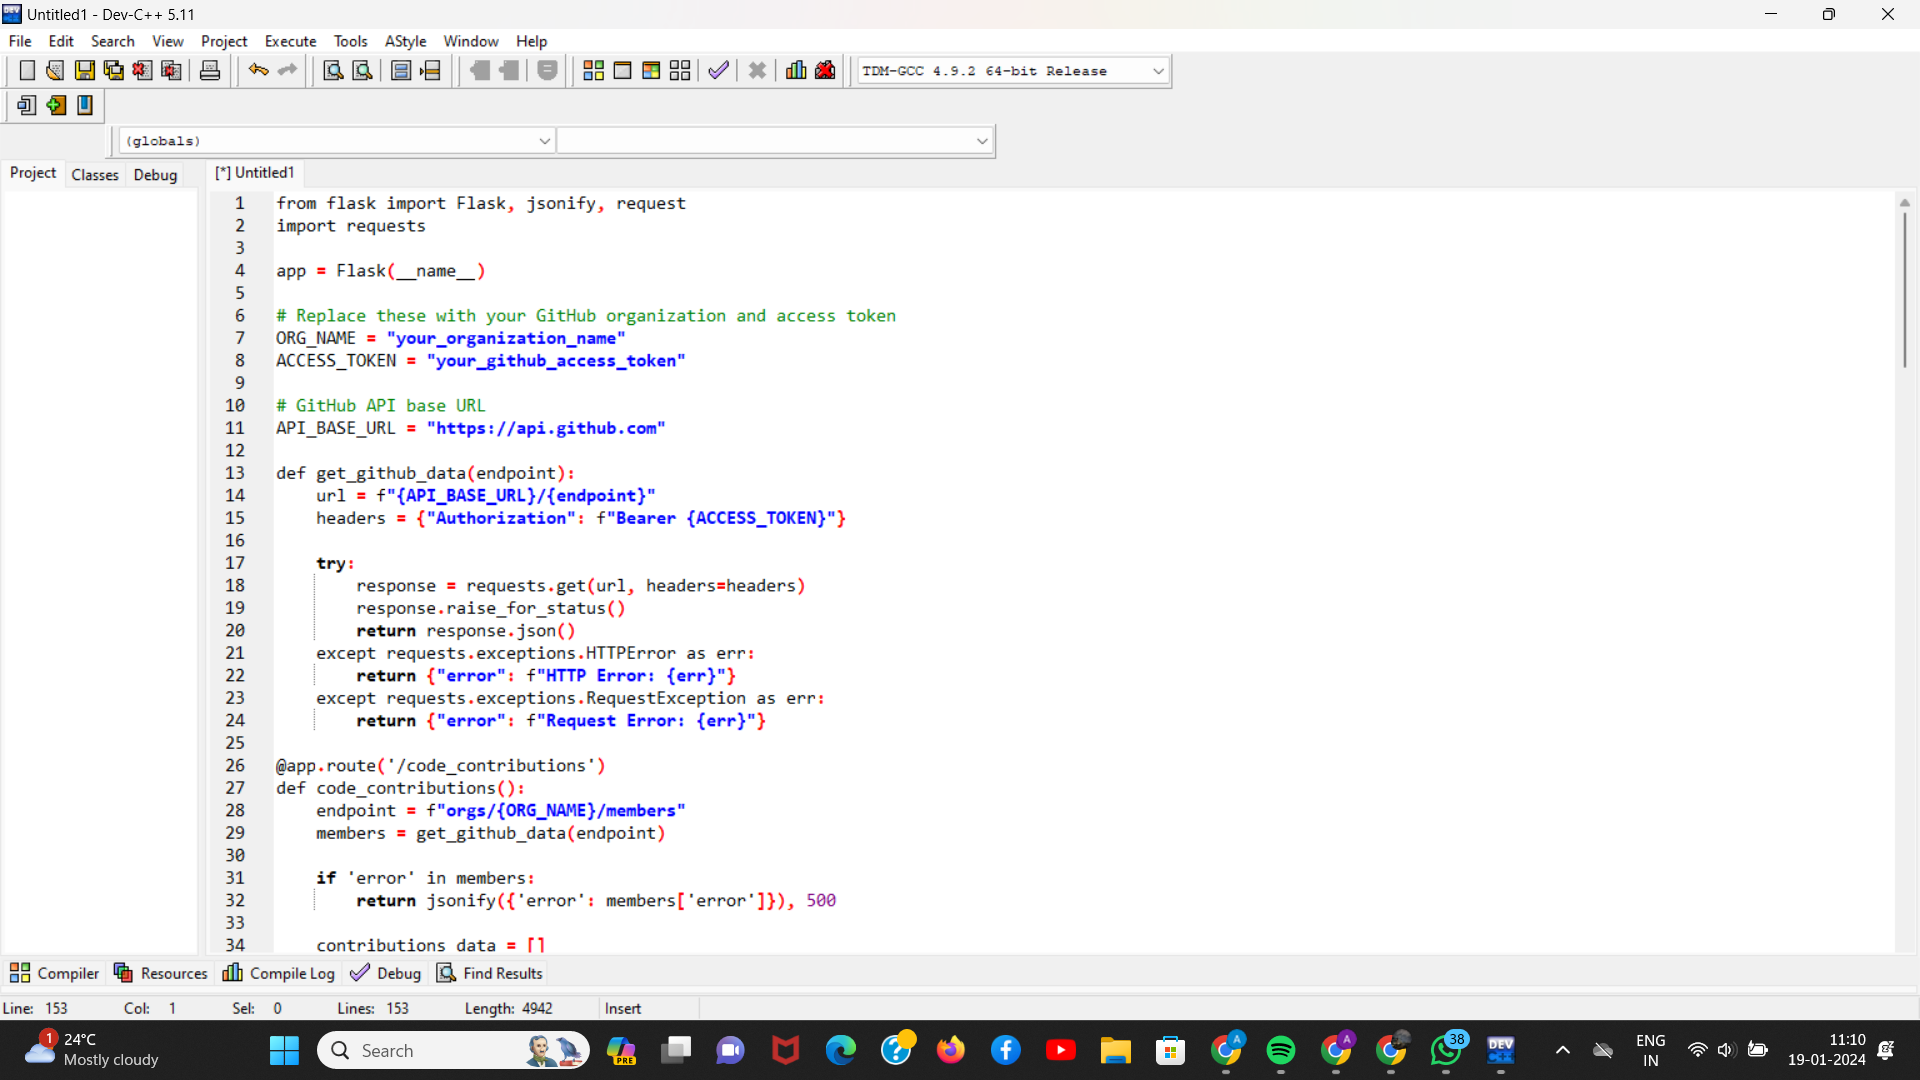 Untitled1 - Dev-C++ 5.11
File Edit Search View Project Execute Tools AStyle Window Help
TDM-GCC 4.9.2 64-bit Release
(globals)
Project Classes Debug [*] Untitled1
1 from flask import Flask, jsonify, request
2 import requests
3
4 app = Flask(__name__)
5
6 # Replace these with your GitHub organization and access token
7 ORG_NAME = "your_organization_name"
8 ACCESS_TOKEN = "your_github_access_token"
9
10 # GitHub API base URL
11 API_BASE_URL = "https://api.github.com"
12
13 def get_github_data(endpoint):
14     url = f"{API_BASE_URL}/{endpoint}"
15     headers = {"Authorization": f"Bearer {ACCESS_TOKEN}"}
16
17     try:
18         response = requests.get(url, headers=headers)
19         response.raise_for_status()
20         return response.json()
21     except requests.exceptions.HTTPError as err:
22         return {"error": f"HTTP Error: {err}"}
23     except requests.exceptions.RequestException as err:
24         return {"error": f"Request Error: {err}"}
25
26 @app.route('/code_contributions')
27 def code_contributions():
28     endpoint = f"orgs/{ORG_NAME}/members"
29     members = get_github_data(endpoint)
30
31     if 'error' in members:
32         return jsonify({'error': members['error']}), 500
33
34     contributions_data = []
Compiler Resources Compile Log Debug Find Results
Line: 153 Col: 1 Sel: 0 Lines: 153 Length: 4942 Insert
1 24°C
Mostly cloudy
Search
PRE
A
A
38
DEV
C++
ENG
IN
11:10
19-01-2024